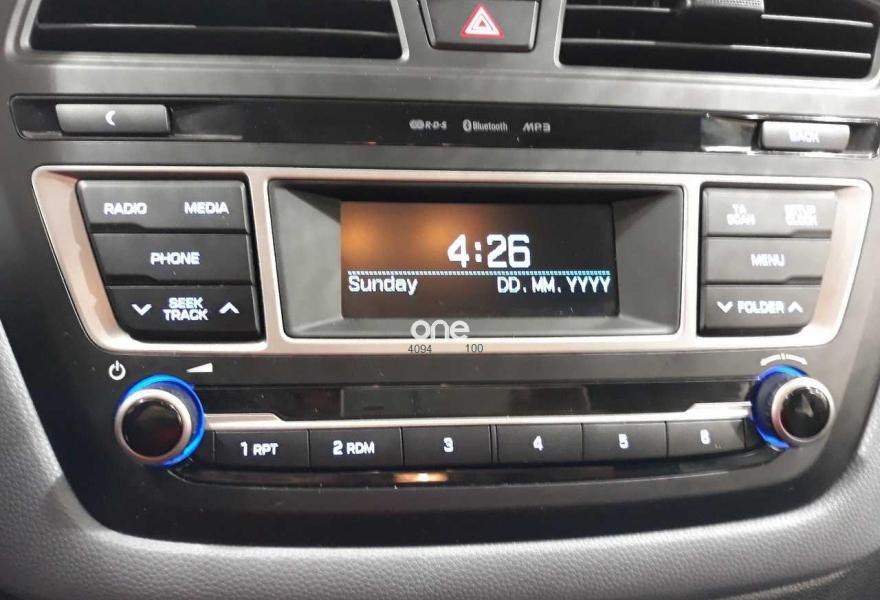 R·D·S Bluetooth MP3
BACK
RADIO MEDIA
TA
SCAN
SETUP
CLOCK
4:26
PHONE
MENU
Sunday DD.MM.YYYY
SEEK
TRACK
FOLDER
one
4094 100
1 RPT 2 RDM 3 4 5 6